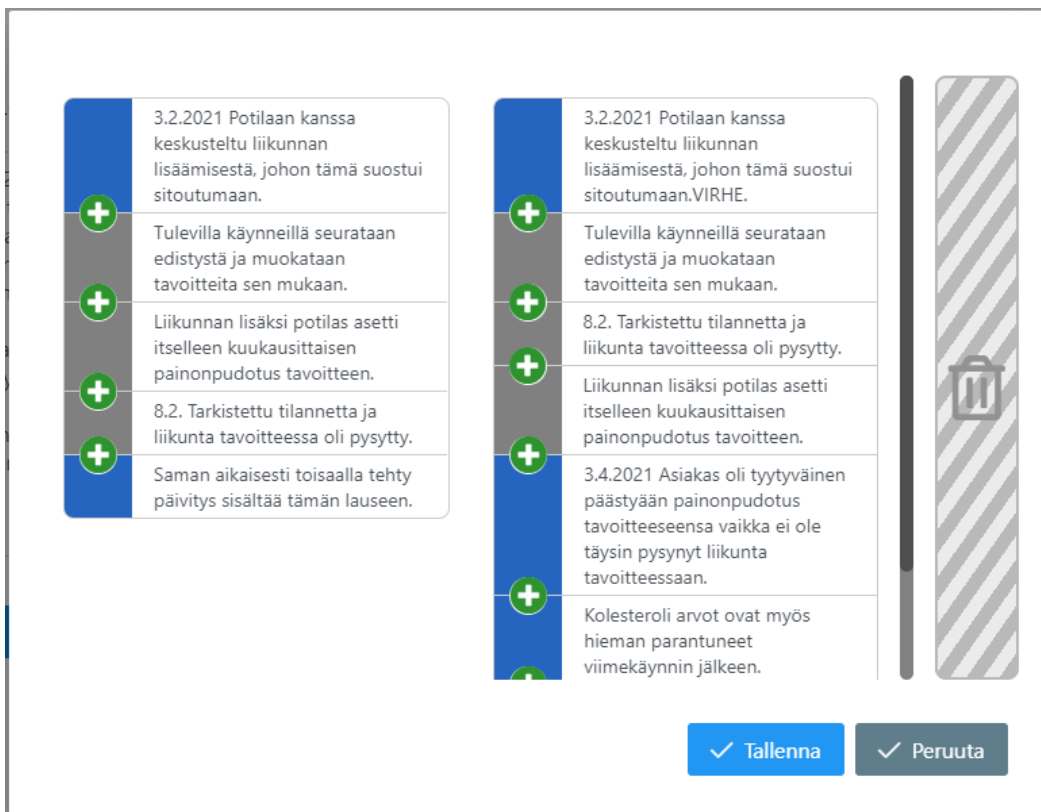 3.2.2021 Potilaan kanssa
keskusteltu liikunnan
lisäämisestä, johon tämä suostui
sitoutumaan.
Tulevilla käynneillä seurataan
edistystä ja muokataan
tavoitteita sen mukaan.
Liikunnan lisäksi potilas asetti
itselleen kuukausittaisen
painonpudotus tavoitteen.
8.2. Tarkistettu tilannetta ja
liikunta tavoitteessa oli pysytty.
Saman aikaisesti toisaalla tehty
päivitys sisältää tämän lauseen.
3.2.2021 Potilaan kanssa
keskusteltu liikunnan
lisäämisestä, johon tämä suostui
sitoutumaan.VIRHE.
Tulevilla käynneillä seurataan
edistystä ja muokataan
tavoitteita sen mukaan.
8.2. Tarkistettu tilannetta ja
liikunta tavoitteessa oli pysytty.
Liikunnan lisäksi potilas asetti
itselleen kuukausittaisen
painonpudotus tavoitteen.
3.4.2021 Asiakas oli tyytyväinen
päästyään painonpudotus
tavoitteeseensa vaikka ei ole
täysin pysynyt liikunta
tavoitteessaan.
Kolesteroli arvot ovat myös
hieman parantuneet
viimekäynnin jälkeen.
Tallenna
Peruuta